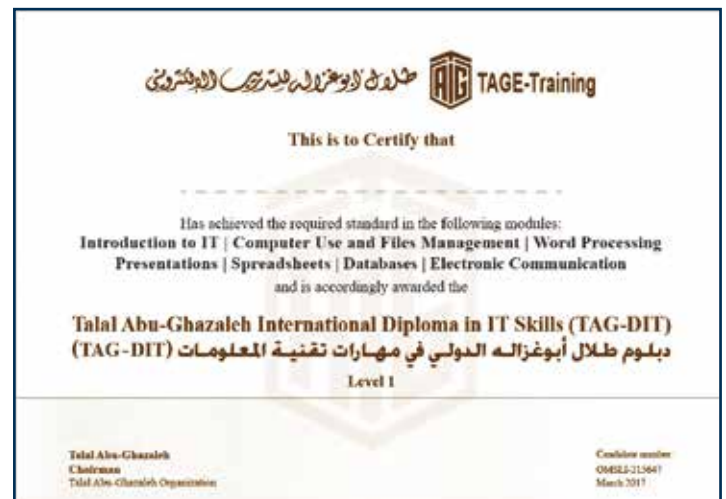 طلال أبوغزاله للتدريب الإلكتروني TAGE-Training
This is to Certify that
Has achieved the required standard in the following modules:
Introduction to IT | Computer Use and Files Management | Word Processing
Presentations | Spreadsheets | Databases | Electronic Communication
and is accordingly awarded the
Talal Abu-Ghazaleh International Diploma in IT Skills (TAG-DIT)
دبلوم طلال أبوغزاله الدولي في مهارات تقنية المعلومات (TAG-DIT)
Level 1
Talal Abu-Ghazaleh
Chairman
Talal Abu-Ghazaleh Organization
Candidate number
March 2017